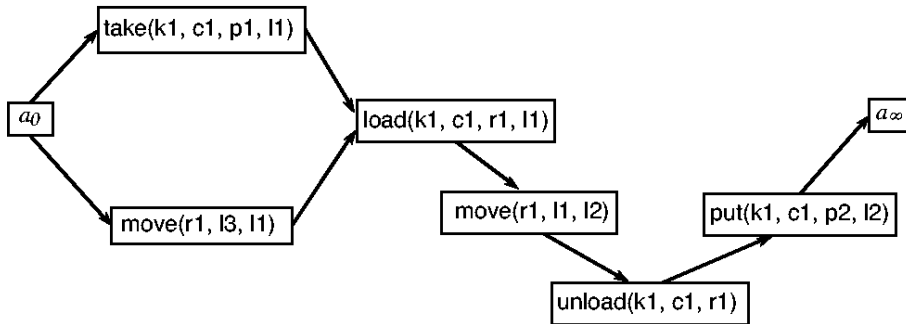 take(k1, c1, p1, l1)
a0
a∞
load(k1, c1, r1, l1)
move(r1, l3, l1)
move(r1, l1, l2)
put(k1, c1, p2, l2)
unload(k1, c1, r1)